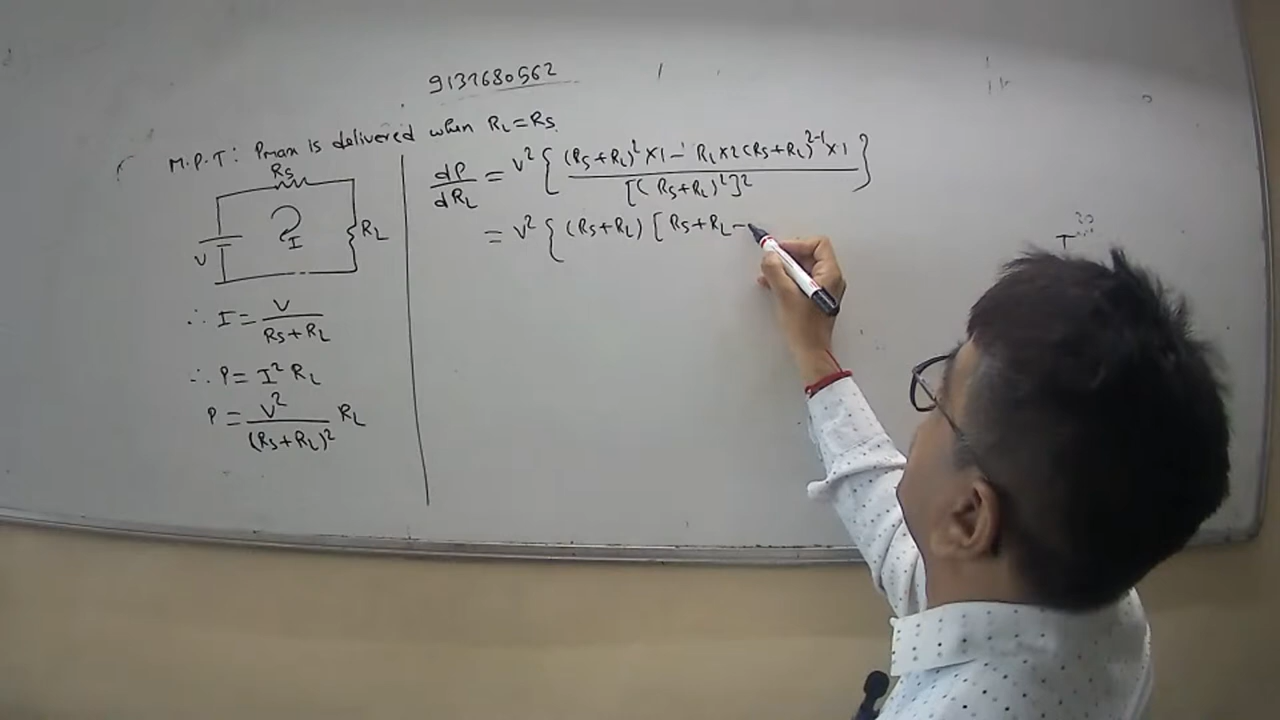 9137680562
M.P.T: Pmax is delivered when RL=RS.
RS
RL
I
V
∴ I = V / RS+RL
∴ P = I² RL
P = V² / (RS+RL)² RL
dP/dRL = V² { (RS+RL)² × 1 − RL × 2(RS+RL)²⁻¹ × 1 / [(RS+RL)²]² }
= V² { (RS+RL) [RS+RL −